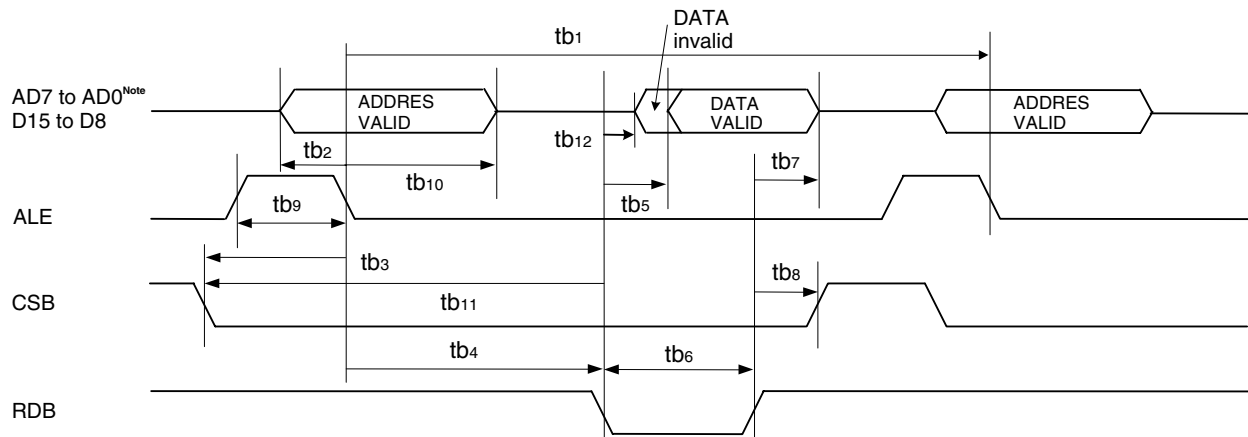 DATA
invalid
tb1
AD7 to AD0Note
D15 to D8
ADDRES
VALID
DATA
VALID
ADDRES
VALID
tb12
tb2
tb7
tb10
ALE
tb9
tb5
tb3
tb8
CSB
tb11
tb4
tb6
RDB